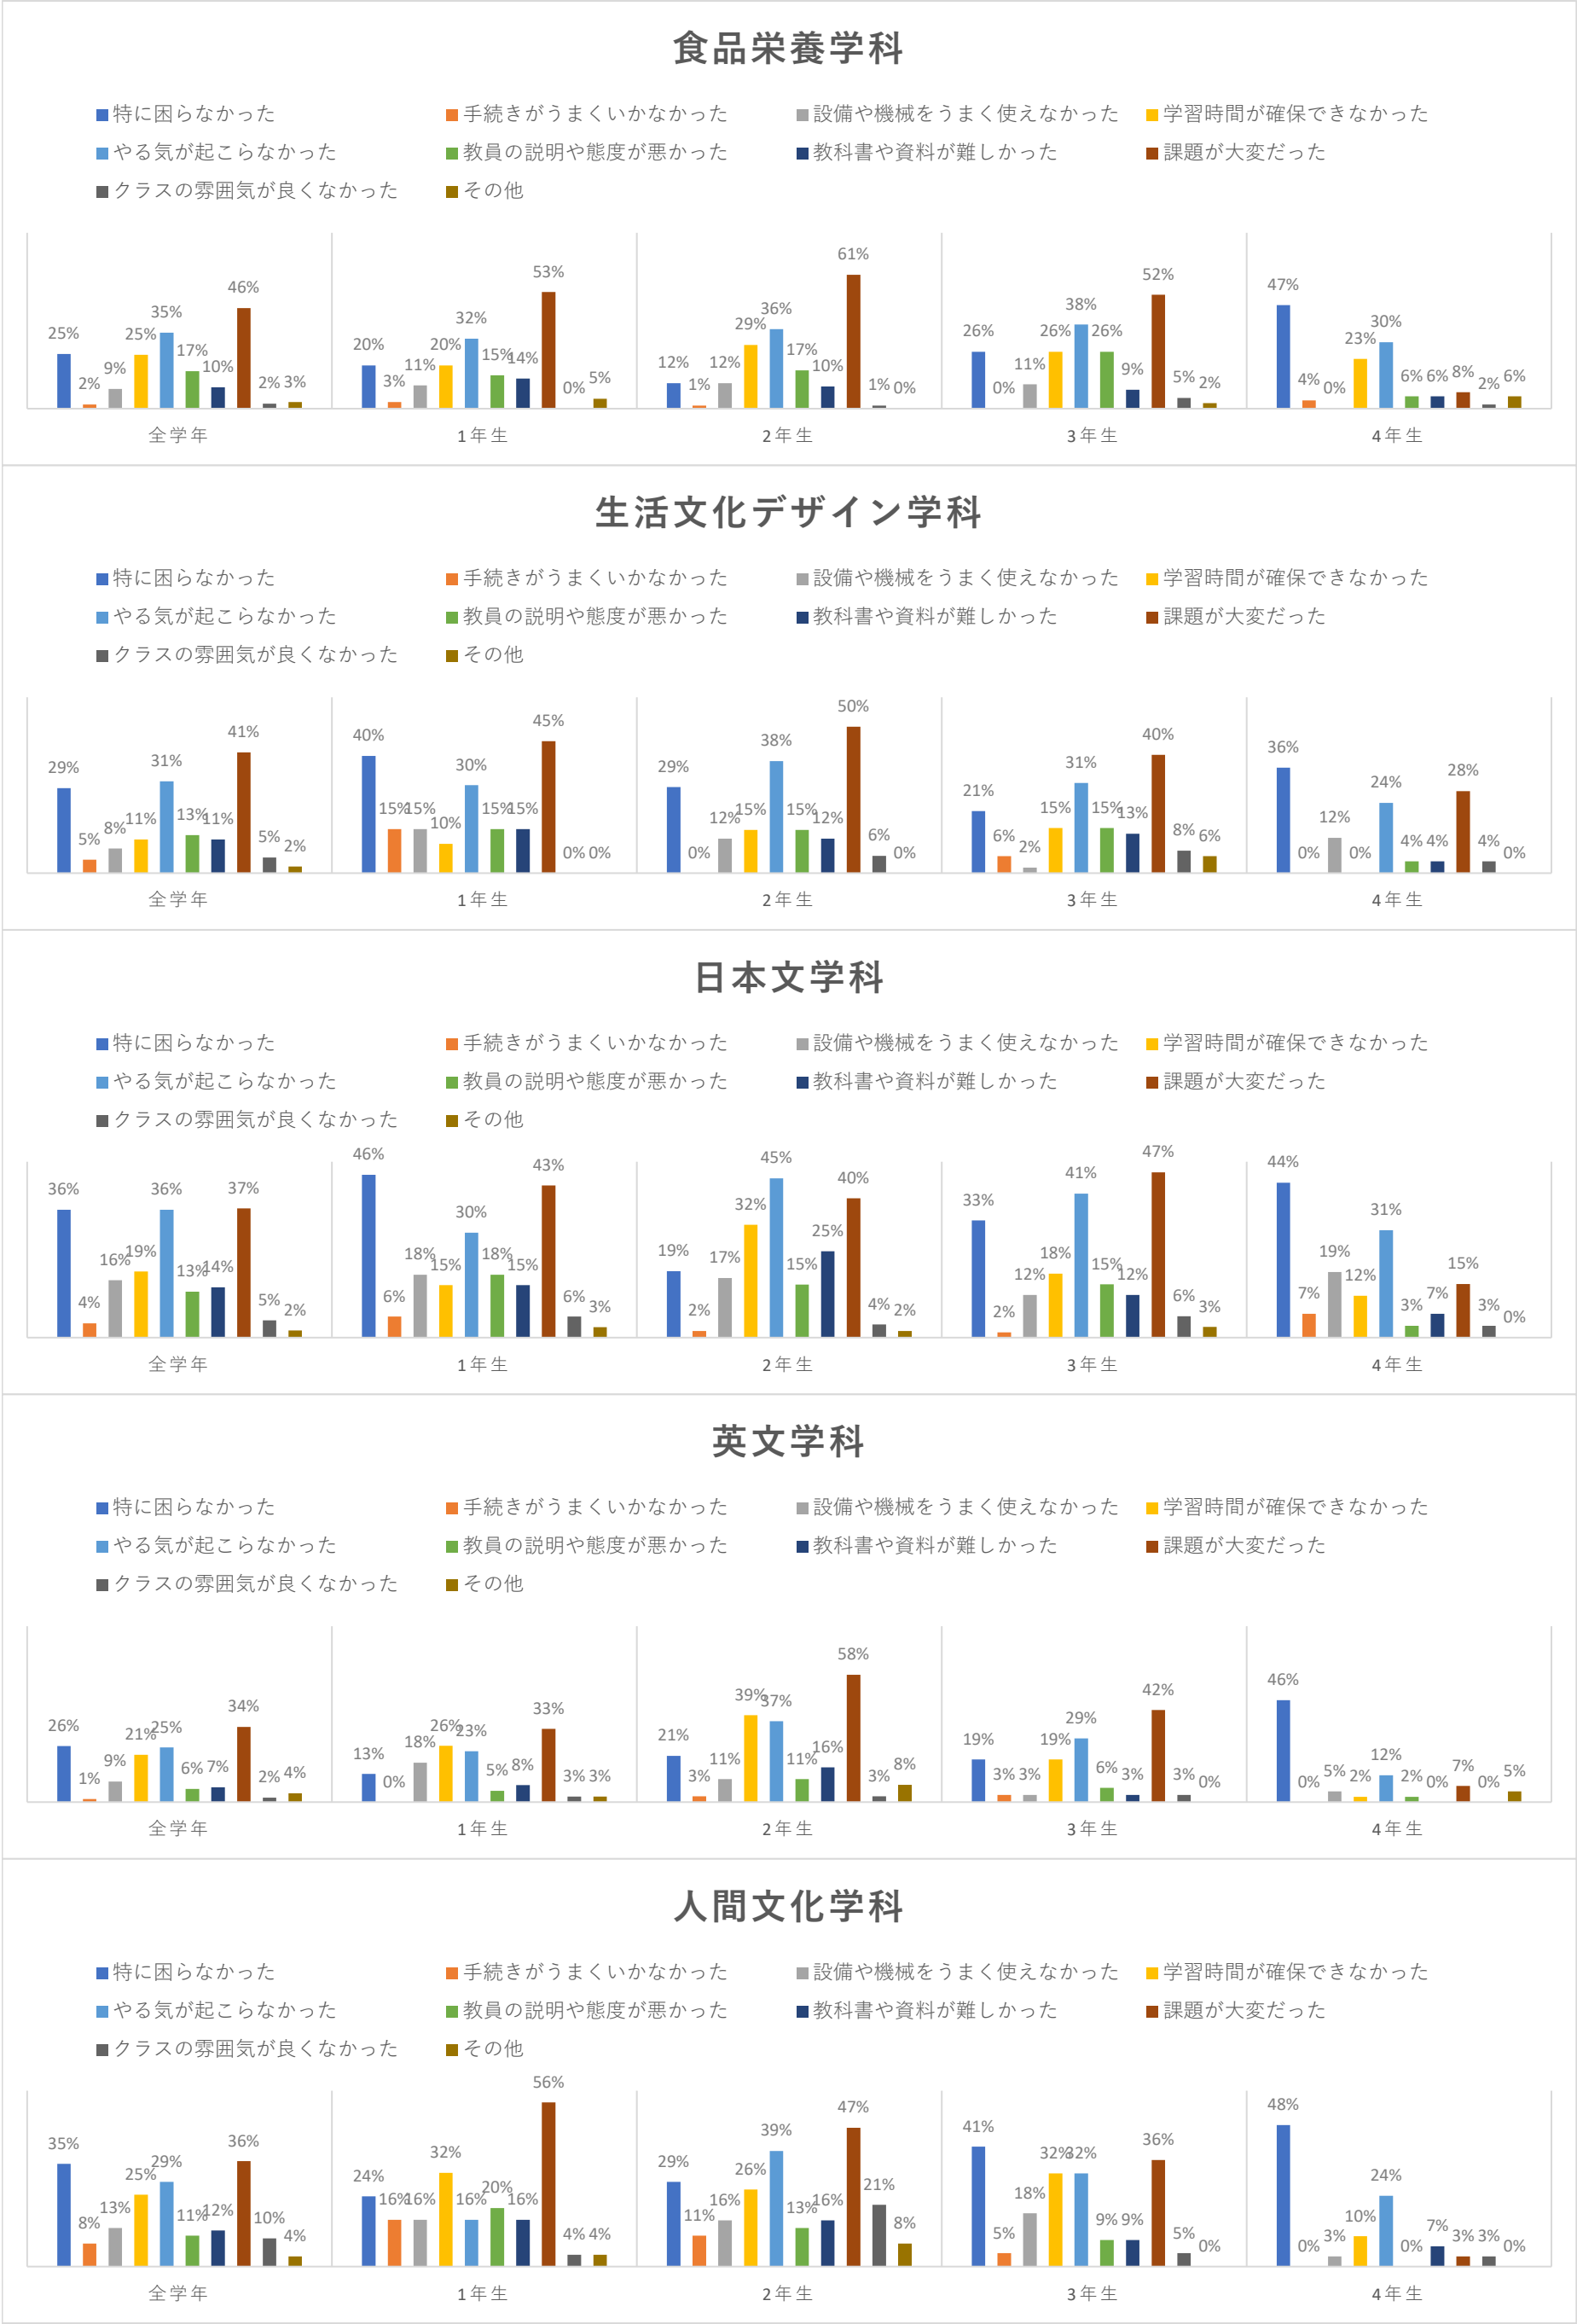 食品栄養学科
特に困らなかった 手続きがうまくいかなかった 設備や機械をうまく使えなかった 学習時間が確保できなかった
やる気が起こらなかった 教員の説明や態度が悪かった 教科書や資料が難しかった 課題が大変だった
クラスの雰囲気が良くなかった その他
25% 2% 9% 25% 35% 17% 10% 46% 2% 3%
20% 3% 11% 20% 32% 15% 14% 53% 0% 5%
12% 1% 12% 29% 36% 17% 10% 61% 1% 0%
26% 0% 11% 26% 38% 26% 9% 52% 5% 2%
47% 4% 0% 23% 30% 6% 6% 8% 2% 6%
全学年 1年生 2年生 3年生 4年生
生活文化デザイン学科
特に困らなかった 手続きがうまくいかなかった 設備や機械をうまく使えなかった 学習時間が確保できなかった
やる気が起こらなかった 教員の説明や態度が悪かった 教科書や資料が難しかった 課題が大変だった
クラスの雰囲気が良くなかった その他
29% 5% 8% 11% 31% 13% 11% 41% 5% 2%
40% 15% 15% 10% 30% 15% 15% 45% 0% 0%
29% 0% 12% 15% 38% 15% 12% 50% 6% 0%
21% 6% 2% 15% 31% 15% 13% 40% 8% 6%
36% 0% 12% 0% 24% 4% 4% 28% 4% 0%
全学年 1年生 2年生 3年生 4年生
日本文学科
特に困らなかった 手続きがうまくいかなかった 設備や機械をうまく使えなかった 学習時間が確保できなかった
やる気が起こらなかった 教員の説明や態度が悪かった 教科書や資料が難しかった 課題が大変だった
クラスの雰囲気が良くなかった その他
36% 4% 16% 19% 36% 13% 14% 37% 5% 2%
46% 6% 18% 15% 30% 18% 15% 43% 6% 3%
19% 2% 17% 32% 45% 15% 25% 40% 4% 2%
33% 2% 12% 18% 41% 15% 12% 47% 6% 3%
44% 7% 19% 12% 31% 3% 7% 15% 3% 0%
全学年 1年生 2年生 3年生 4年生
英文学科
特に困らなかった 手続きがうまくいかなかった 設備や機械をうまく使えなかった 学習時間が確保できなかった
やる気が起こらなかった 教員の説明や態度が悪かった 教科書や資料が難しかった 課題が大変だった
クラスの雰囲気が良くなかった その他
26% 1% 9% 21% 25% 6% 7% 34% 2% 4%
13% 0% 18% 26% 23% 5% 8% 33% 3% 3%
21% 3% 11% 39% 37% 11% 16% 58% 3% 8%
19% 3% 3% 19% 29% 6% 3% 42% 3% 0%
46% 0% 5% 2% 12% 2% 0% 7% 0% 5%
全学年 1年生 2年生 3年生 4年生
人間文化学科
特に困らなかった 手続きがうまくいかなかった 設備や機械をうまく使えなかった 学習時間が確保できなかった
やる気が起こらなかった 教員の説明や態度が悪かった 教科書や資料が難しかった 課題が大変だった
クラスの雰囲気が良くなかった その他
35% 8% 13% 25% 29% 11% 12% 36% 10% 4%
24% 16% 16% 32% 16% 20% 16% 56% 4% 4%
29% 11% 16% 26% 39% 13% 16% 47% 21% 8%
41% 5% 18% 32% 32% 9% 9% 36% 5% 0%
48% 0% 3% 10% 24% 0% 7% 3% 3% 0%
全学年 1年生 2年生 3年生 4年生